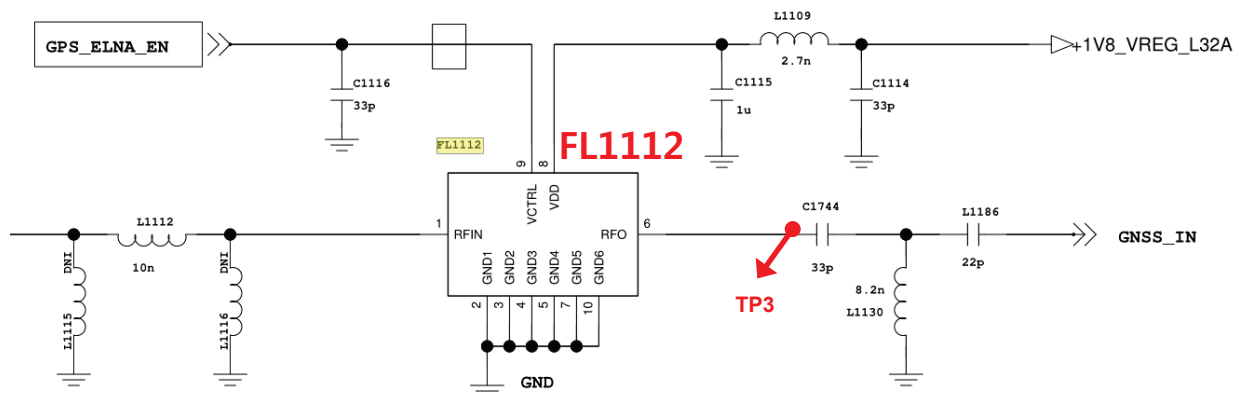 GPS_ELNA_EN
C1116
33p
L1109
2.7n
+1V8_VREG_L32A
C1115
1u
C1114
33p
FL1112
FL1112
9
8
VCTRL
VDD
L1112
10n
1
RFIN
RFO
6
C1744
33p
L1186
22p
GNSS_IN
DNI
L1115
DNI
L1116
GND1
GND2
GND3
GND4
GND5
GND6
2
3
4
5
7
10
TP3
8.2n
L1130
GND